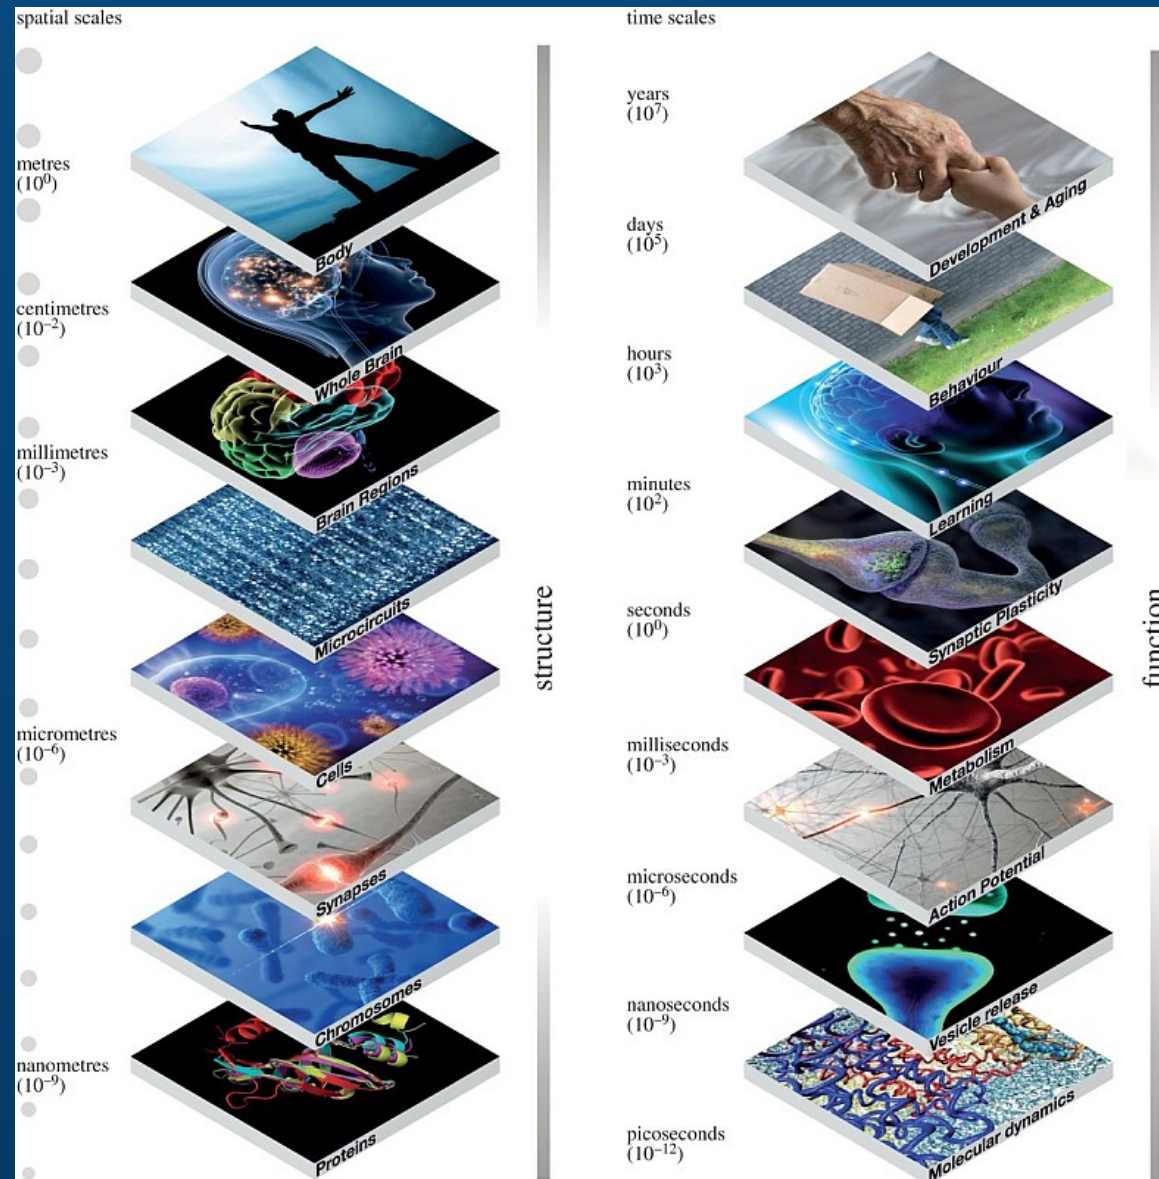 spatial scales
metres
(10⁰)
centimetres
(10⁻²)
millimetres
(10⁻³)
micrometres
(10⁻⁶)
nanometres
(10⁻⁹)
Body
Whole Brain
Brain Regions
Microcircuits
Cells
Synapses
Chromosomes
Proteins
structure
time scales
years
(10⁷)
days
(10⁵)
hours
(10³)
minutes
(10²)
seconds
(10⁰)
milliseconds
(10⁻³)
microseconds
(10⁻⁶)
nanoseconds
(10⁻⁹)
picoseconds
(10⁻¹²)
Development & Aging
Behaviour
Learning
Synaptic Plasticity
Metabolism
Action Potential
Vesicle release
Molecular dynamics
function